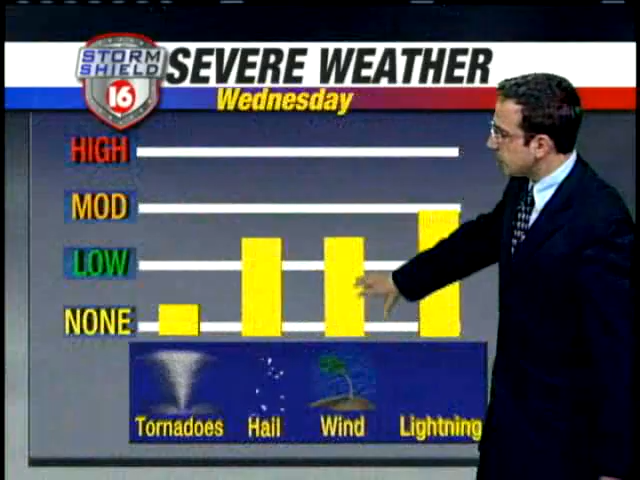 STORM
SHIELD
16
SEVERE WEATHER
Wednesday
HIGH
MOD
LOW
NONE
Tornadoes Hail Wind Lightning